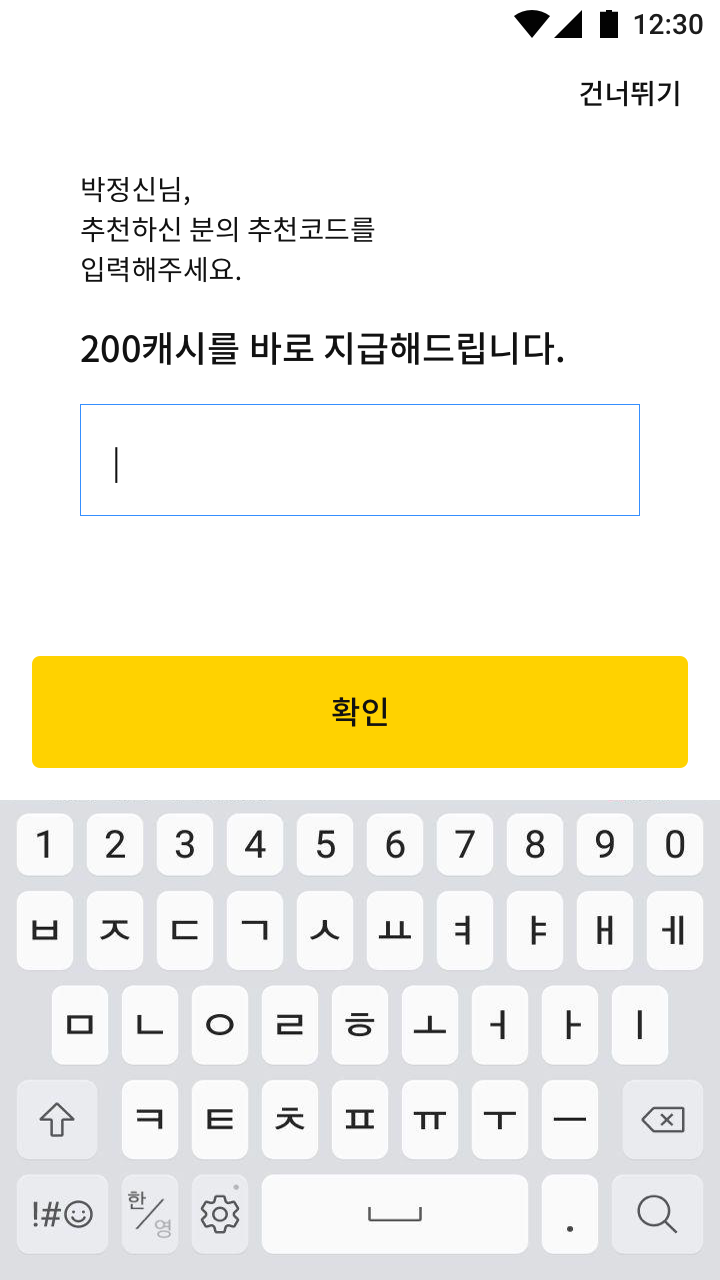 12:30
건너뛰기
박정신님,
추천하신 분의 추천코드를
입력해주세요.
200캐시를 바로 지급해드립니다.
확인
1 2 3 4 5 6 7 8 9 0
ㅂ ㅈ ㄷ ㄱ ㅅ ㅛ ㅕ ㅑ ㅐ ㅔ
ㅁ ㄴ ㅇ ㄹ ㅎ ㅗ ㅓ ㅏ ㅣ
ㅋ ㅌ ㅊ ㅍ ㅠ ㅜ ㅡ
!#☺ 한/영 .